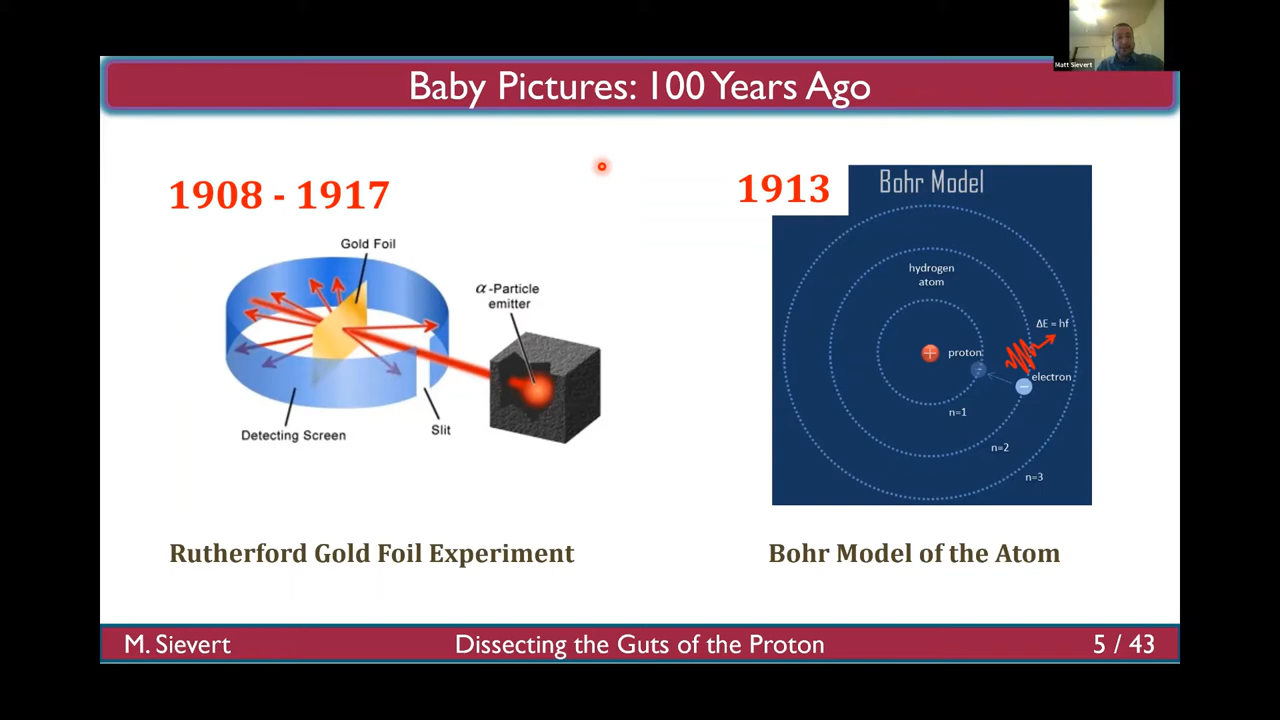 Matt Sievert
Baby Pictures: 100 Years Ago
1908 - 1917
Gold Foil
α -Particle
emitter
Detecting Screen
Slit
Rutherford Gold Foil Experiment
1913
Bohr Model
hydrogen
atom
ΔE = hf
+
proton
-
-
electron
n=1
n=2
n=3
Bohr Model of the Atom
M. Sievert
Dissecting the Guts of the Proton
5 / 43